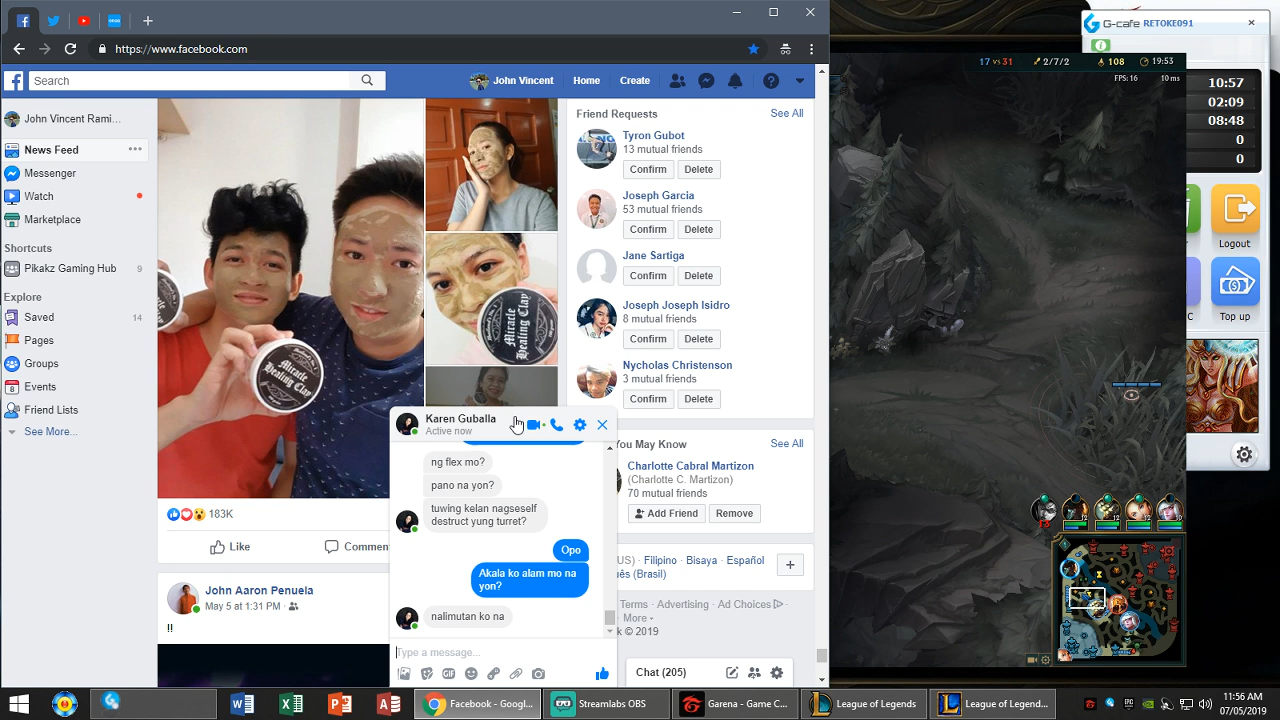 https://www.facebook.com
Search
John Vincent
Home
Create
John Vincent Rami...
News Feed
Messenger
Watch
Marketplace
Shortcuts
Plkakz Gaming Hub
9
Explore
Saved
14
Pages
Groups
Events
Friend Lists
See More...
Miracle
Healing Clay
Miracle
Healing Clay
183K
Like
Commen
John Aaron Penuela
May 5 at 1:31 PM
!!
Friend Requests
See All
Tyron Gubot
13 mutual friends
Confirm
Delete
Joseph Garcia
53 mutual friends
Confirm
Delete
Jane Sartiga
Confirm
Delete
Joseph Joseph Isidro
8 mutual friends
Confirm
Delete
Nycholas Christenson
3 mutual friends
Confirm
Delete
You May Know
See All
Charlotte Cabral Martizon
(Charlotte C. Martizon)
70 mutual friends
Add Friend
Remove
US) · Filipino · Bisaya · Español
uês (Brasil)
Terms · Advertising · Ad Choices
More
k © 2019
Chat (205)
Karen Guballa
Active now
ng flex mo?
pano na yon?
tuwing kelan nagseself
destruct yung turret?
Opo
Akala ko alam mo na
yon?
nalimutan ko na
Type a message...
GIF
G-cafe RETOKE091
17 vs 31
2/7/2
108
19:53
FPS: 16
10 ms
10:57
02:09
08:48
0
0
Logout
C
Top up
Facebook - Googl...
Streamlabs OBS
Garena - Game C...
League of Legends
League of Legend...
11:56 AM
07/05/2019